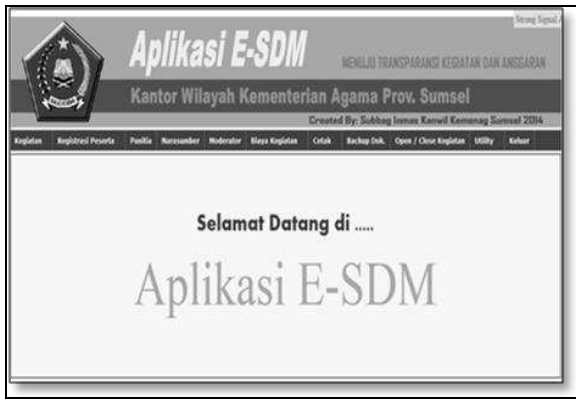 Strong Signal
Aplikasi E-SDM
MENUJU TRANSPARANSI KEGIATAN DAN ANGGARAN
Kantor Wilayah Kementerian Agama Prov. Sumsel
Created By: Subbag Inmas Kanwil Kemenag Sumsel 2014
Kegiatan Registrasi Peserta Panitia Narasumber Moderator Biaya Kegiatan Cetak Backup Dok. Open / Close Kegiatan Utility Keluar
Selamat Datang di .....
Aplikasi E-SDM